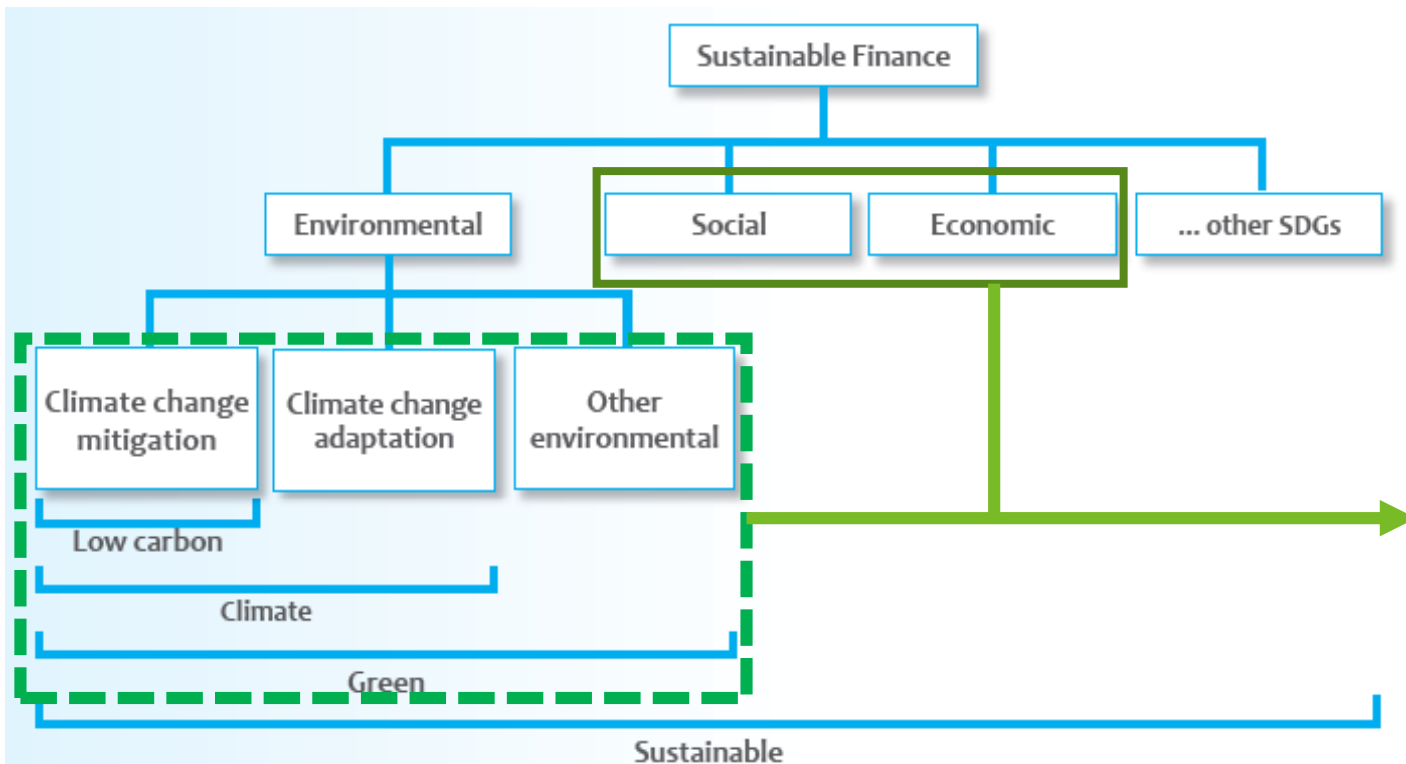 Sustainable Finance
Environmental
Social
Economic
... other SDGs
Climate change
mitigation
Climate change
adaptation
Other
environmental
Low carbon
Climate
Green
Sustainable